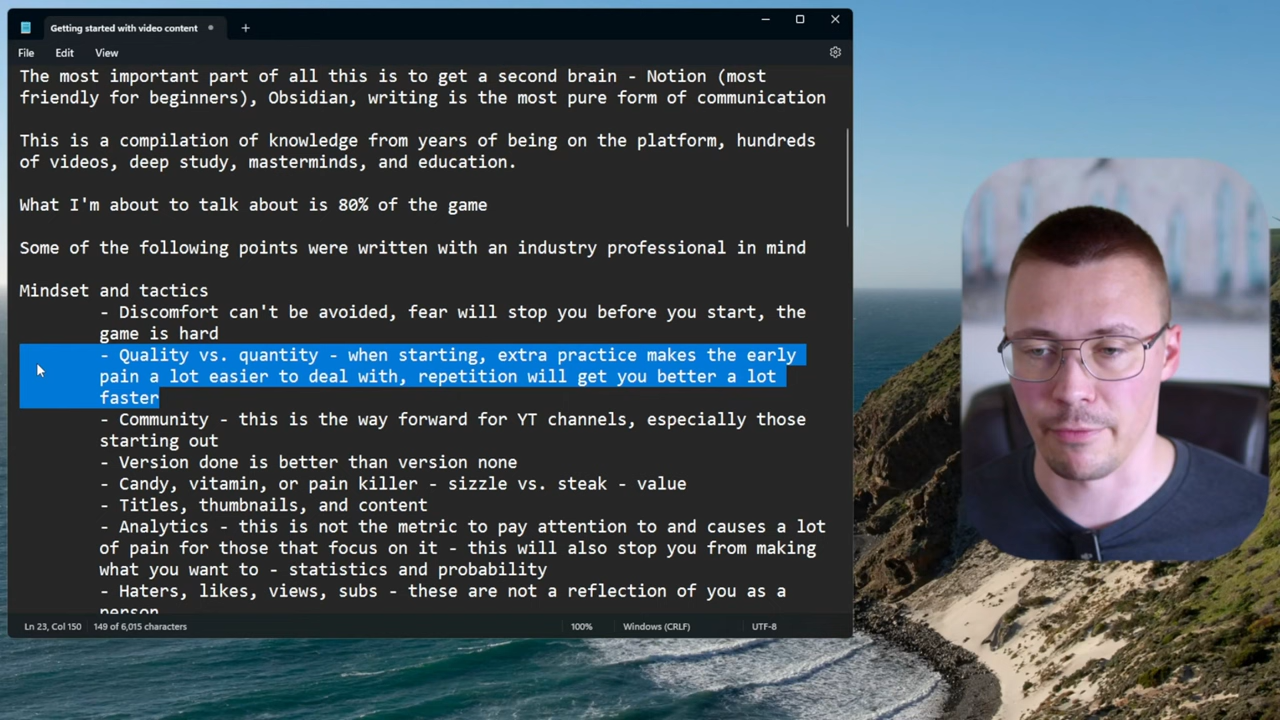 Getting started with video content
File Edit View
The most important part of all this is to get a second brain - Notion (most
friendly for beginners), Obsidian, writing is the most pure form of communication
This is a compilation of knowledge from years of being on the platform, hundreds
of videos, deep study, masterminds, and education.
What I'm about to talk about is 80% of the game
Some of the following points were written with an industry professional in mind
Mindset and tactics
- Discomfort can't be avoided, fear will stop you before you start, the
game is hard
- Quality vs. quantity - when starting, extra practice makes the early
pain a lot easier to deal with, repetition will get you better a lot
faster
- Community - this is the way forward for YT channels, especially those
starting out
- Version done is better than version none
- Candy, vitamin, or pain killer - sizzle vs. steak - value
- Titles, thumbnails, and content
- Analytics - this is not the metric to pay attention to and causes a lot
of pain for those that focus on it - this will also stop you from making
what you want to - statistics and probability
- Haters, likes, views, subs - these are not a reflection of you as a
person
Ln 23, Col 150 149 of 6,015 characters 100% Windows (CRLF) UTF-8